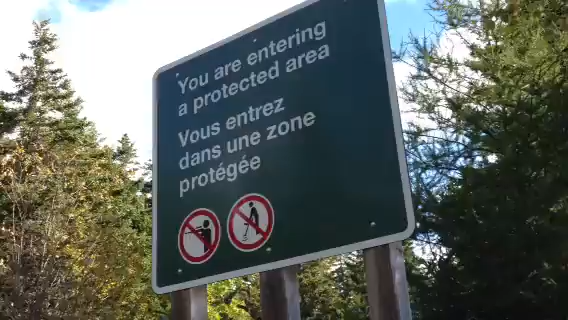 You are entering
a protected area
Vous entrez
dans une zone
protégée